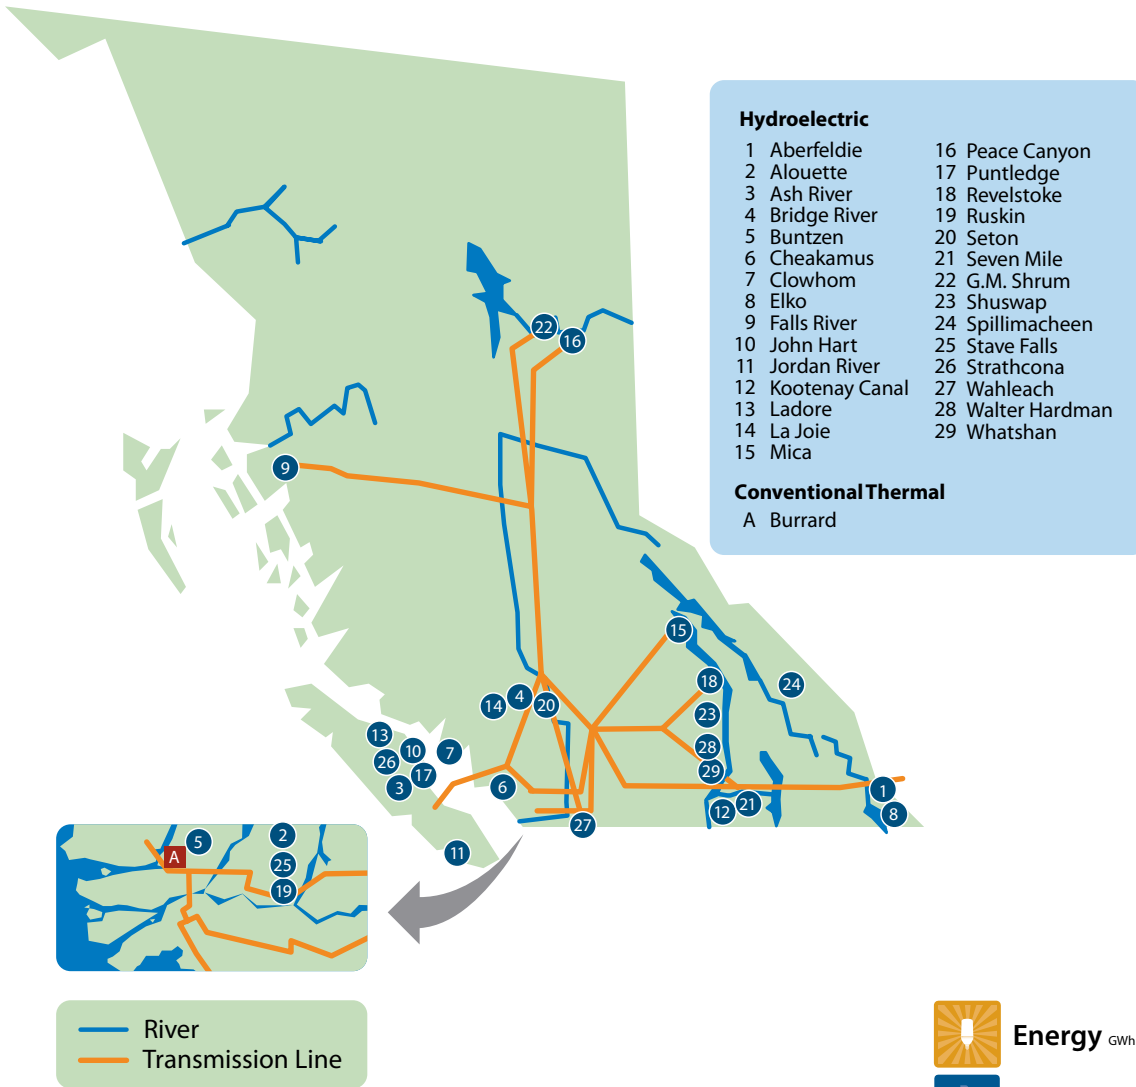 Hydroelectric
1 Aberfeldie
2 Alouette
3 Ash River
4 Bridge River
5 Buntzen
6 Cheakamus
7 Clowhom
8 Elko
9 Falls River
10 John Hart
11 Jordan River
12 Kootenay Canal
13 Ladore
14 La Joie
15 Mica
16 Peace Canyon
17 Puntledge
18 Revelstoke
19 Ruskin
20 Seton
21 Seven Mile
22 G.M. Shrum
23 Shuswap
24 Spillimacheen
25 Stave Falls
26 Strathcona
27 Wahleach
28 Walter Hardman
29 Whatshan
Conventional Thermal
A Burrard
22
16
9
15
18
24
4
14
20
23
13
10
7
28
26
17
29
3
6
1
12
21
8
27
11
5
2
A
25
19
River
Transmission Line
Energy GWh